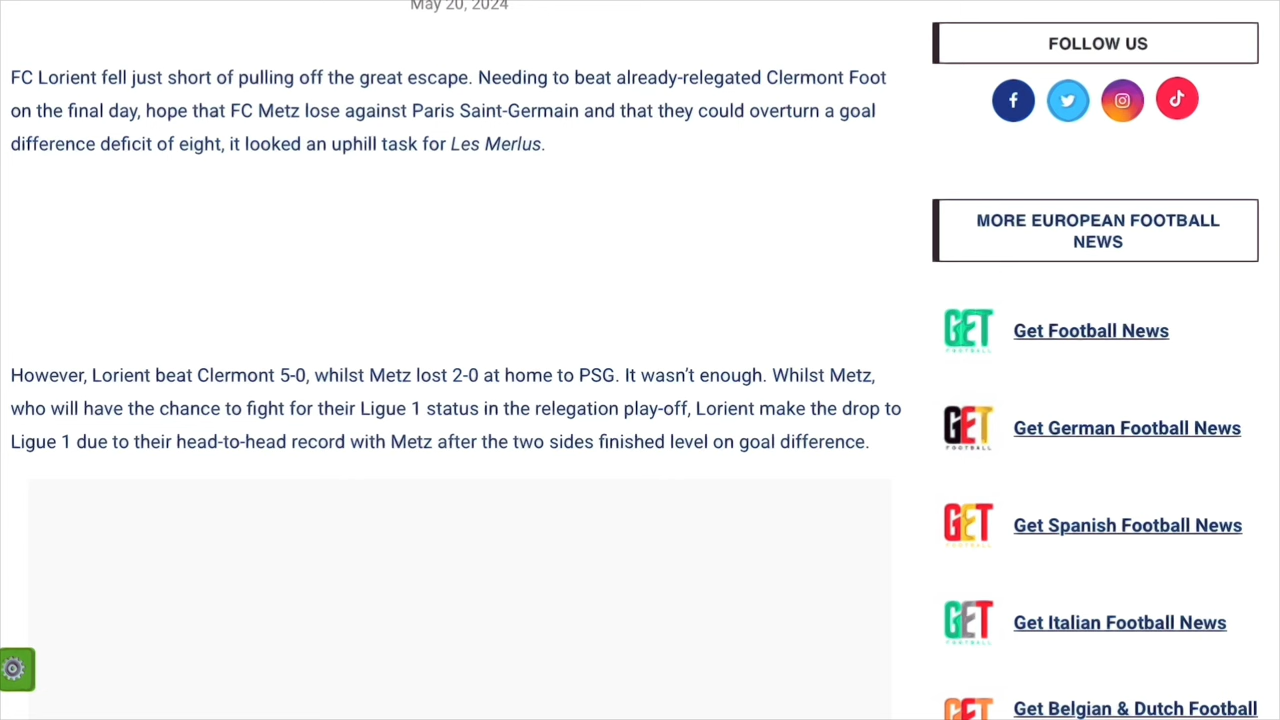 May 20, 2024
FC Lorient fell just short of pulling off the great escape. Needing to beat already-relegated Clermont Foot
on the final day, hope that FC Metz lose against Paris Saint-Germain and that they could overturn a goal
difference deficit of eight, it looked an uphill task for Les Merlus.
However, Lorient beat Clermont 5-0, whilst Metz lost 2-0 at home to PSG. It wasn’t enough. Whilst Metz,
who will have the chance to fight for their Ligue 1 status in the relegation play-off, Lorient make the drop to
Ligue 1 due to their head-to-head record with Metz after the two sides finished level on goal difference.
FOLLOW US
MORE EUROPEAN FOOTBALL
NEWS
GET
FOOTBALL
Get Football News
GET
FOOTBALL
Get German Football News
GET
FOOTBALL
Get Spanish Football News
GET
FOOTBALL
Get Italian Football News
GET
Get Belgian & Dutch Football